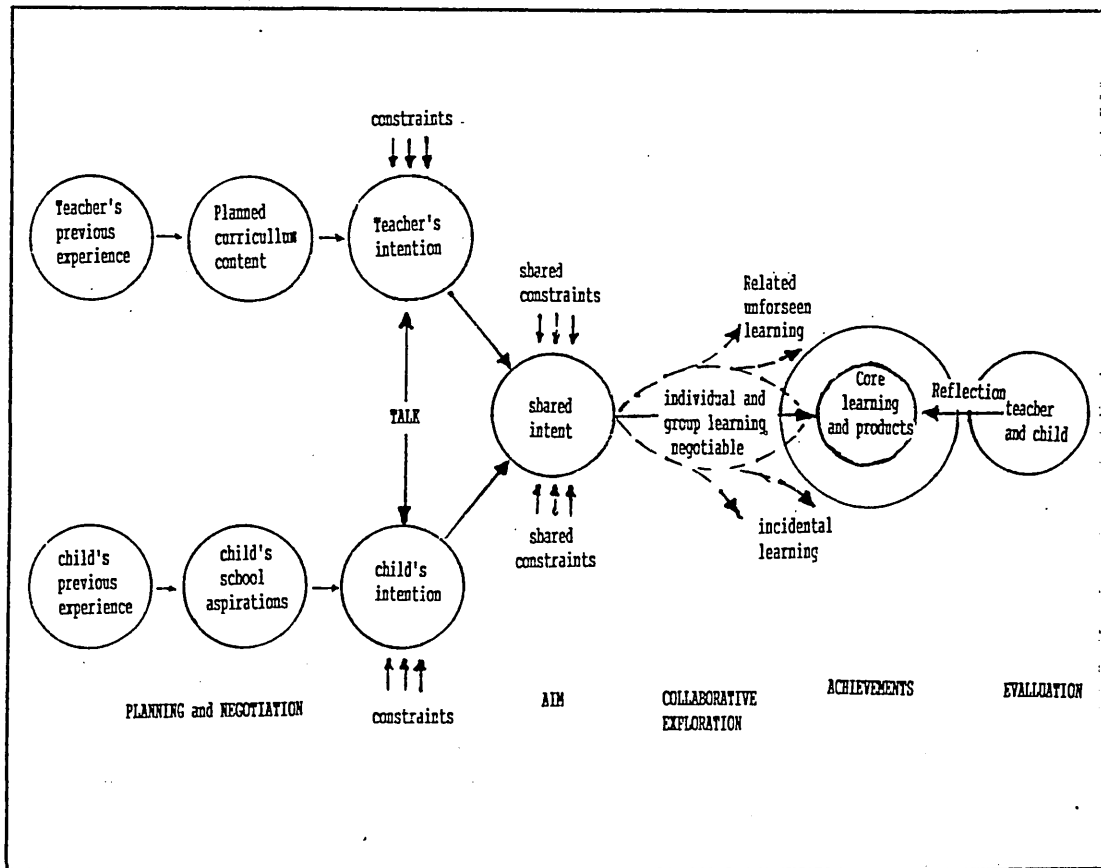 constraints
Teacher's
previous
experience
Planned
curricullum
content
Teacher's
intention
shared
constraints
Related
unforseen
learning
TALK
shared
intent
individual and
group learning
negotiable
Core
learning
and products
Reflection
teacher
and child
shared
constraints
incidental
learning
child's
previous
experience
child's
school
aspirations
child's
intention
constraints
PLANNING and NEGOTIATION
AIM
COLLABORATIVE
EXPLORATION
ACHIEVEMENTS
EVALLUATION